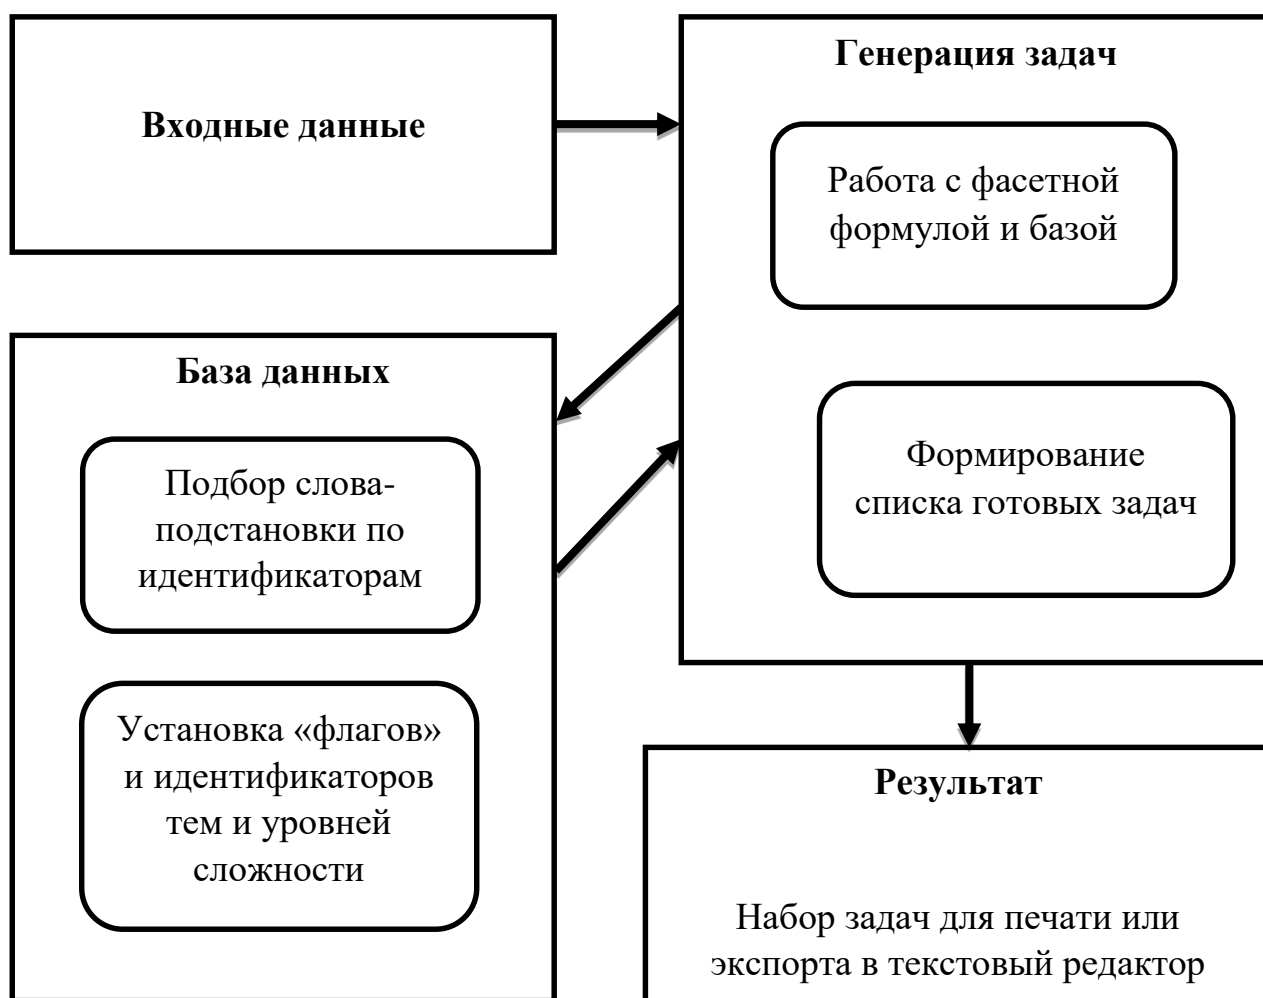 Входные данные
Генерация задач
Работа с фасетной
формулой и базой
Формирование
списка готовых задач
База данных
Подбор слова-
подстановки по
идентификаторам
Установка «флагов»
и идентификаторов
тем и уровней
сложности
Результат
Набор задач для печати или
экспорта в текстовый редактор